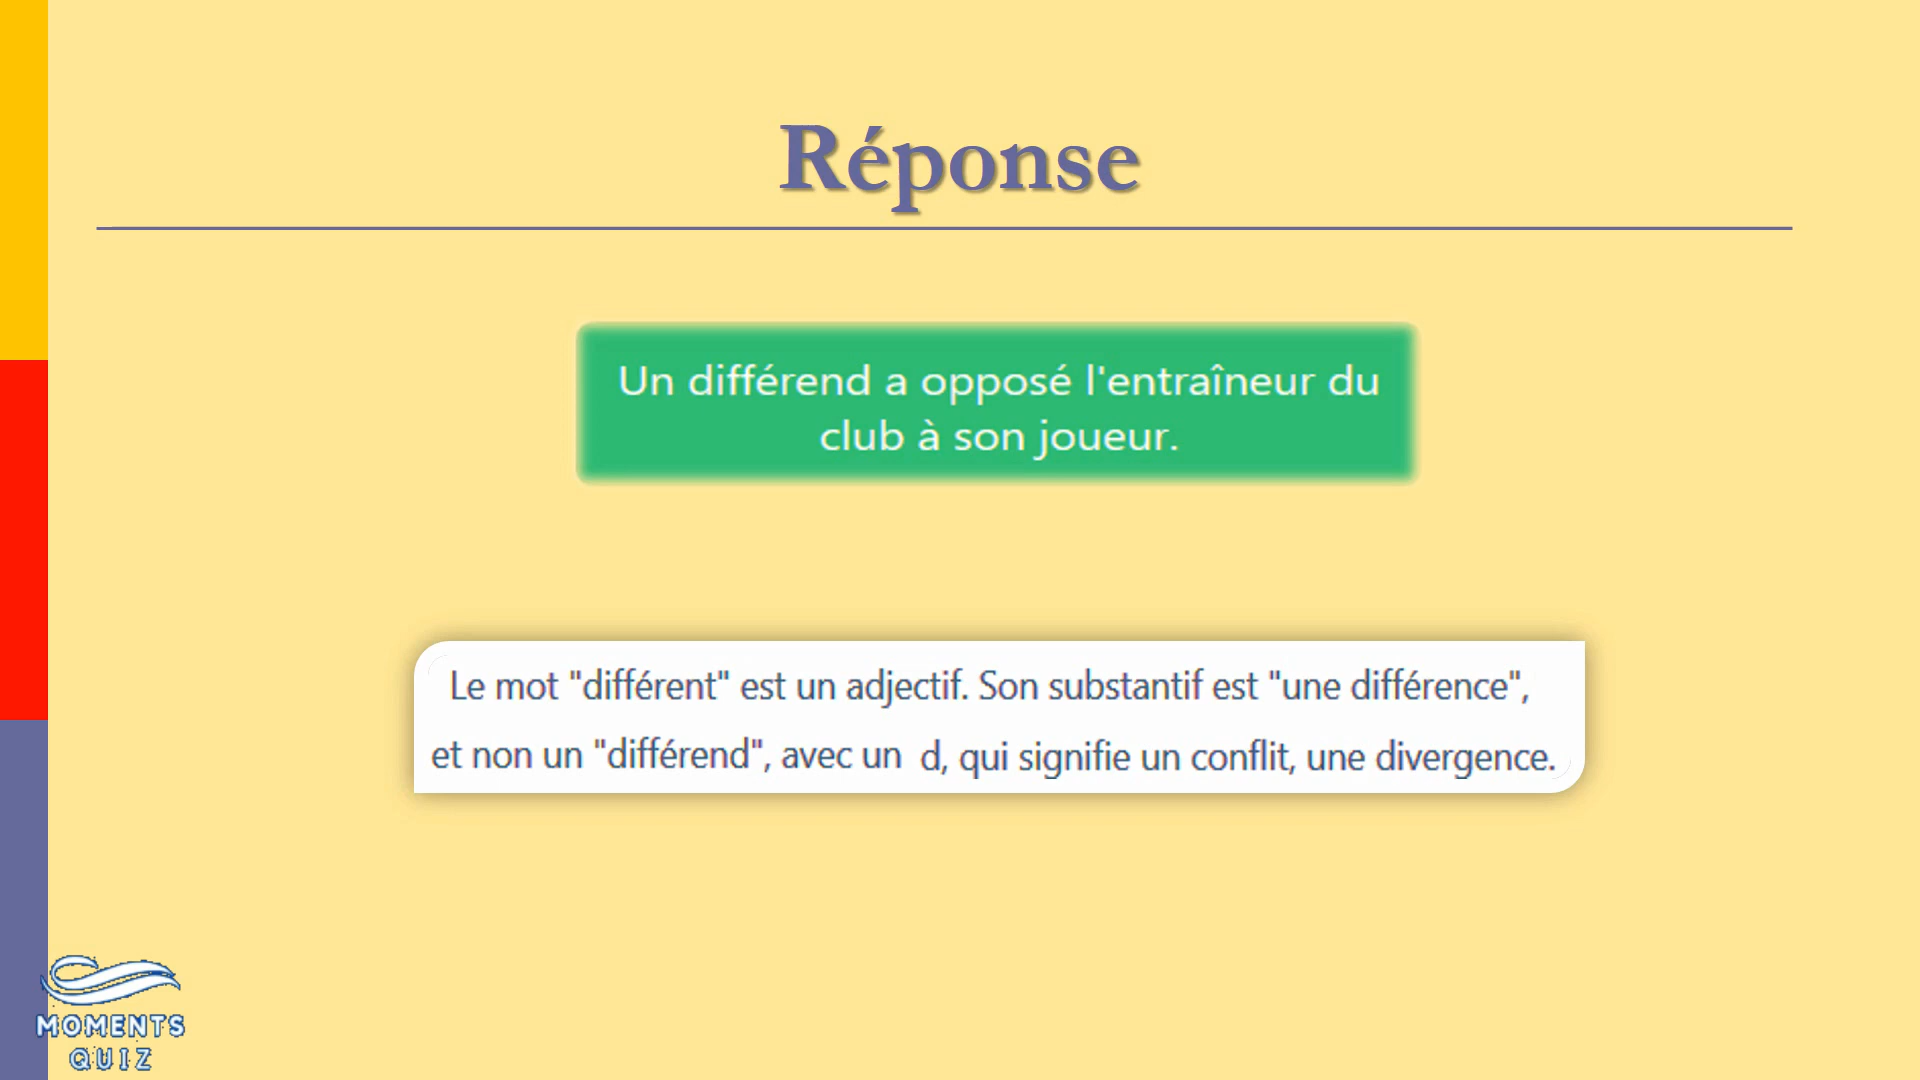 Réponse
Un différend a opposé l'entraîneur du
club à son joueur.
Le mot "différent" est un adjectif. Son substantif est "une différence",
et non un "différend", avec un d, qui signifie un conflit, une divergence.
MOMENTS
QUIZ